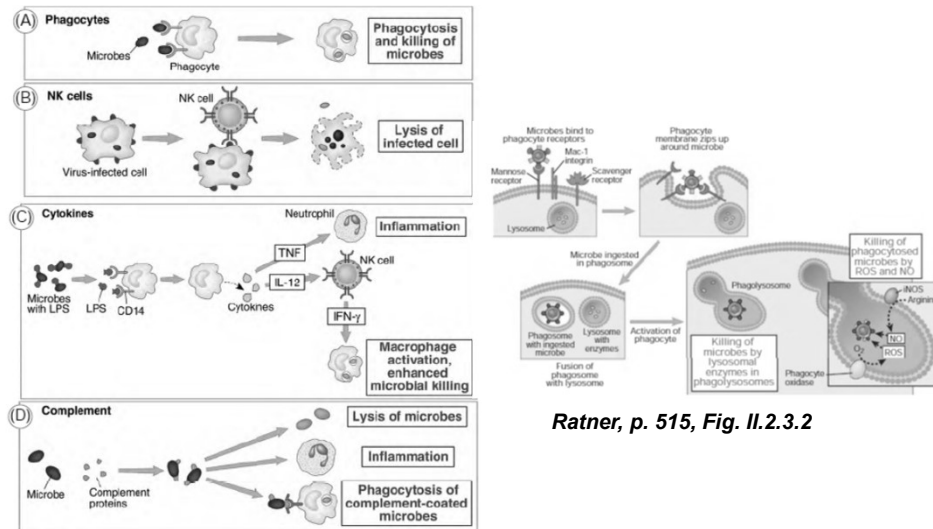 (A)
Phagocytes
Microbes
Phagocyte
Phagocytosis
and killing of
microbes
(B)
NK cells
NK cell
Virus-infected cell
Lysis of
infected cell
(C)
Cytokines
Neutrophil
Inflammation
TNF
NK cell
IL-12
Microbes
with LPS
LPS
CD14
Cytokines
IFN-γ
Macrophage
activation,
enhanced
microbial killing
(D)
Complement
Lysis of microbes
Inflammation
Microbe
Complement
proteins
Phagocytosis of
complement-coated
microbes
Microbes bind to
phagocyte receptors
Phagocyte
membrane zips up
around microbe
Mac-1
integrin
Mannose
receptor
Scavenger
receptor
Lysosome
Microbe ingested
in phagosome
Killing of
phagocytosed
microbes by
ROS and NO
Phagolysosome
iNOS
Arginin
Phagosome
with ingested
microbe
Lysosome
with
enzymes
Activation of
phagocyte
NO
ROS
O2
Killing of
microbes by
lysosomal
enzymes in
phagolysosomes
Phagocyte
oxidase
Fusion of
phagosome
with lysosome
Ratner, p. 515, Fig. II.2.3.2